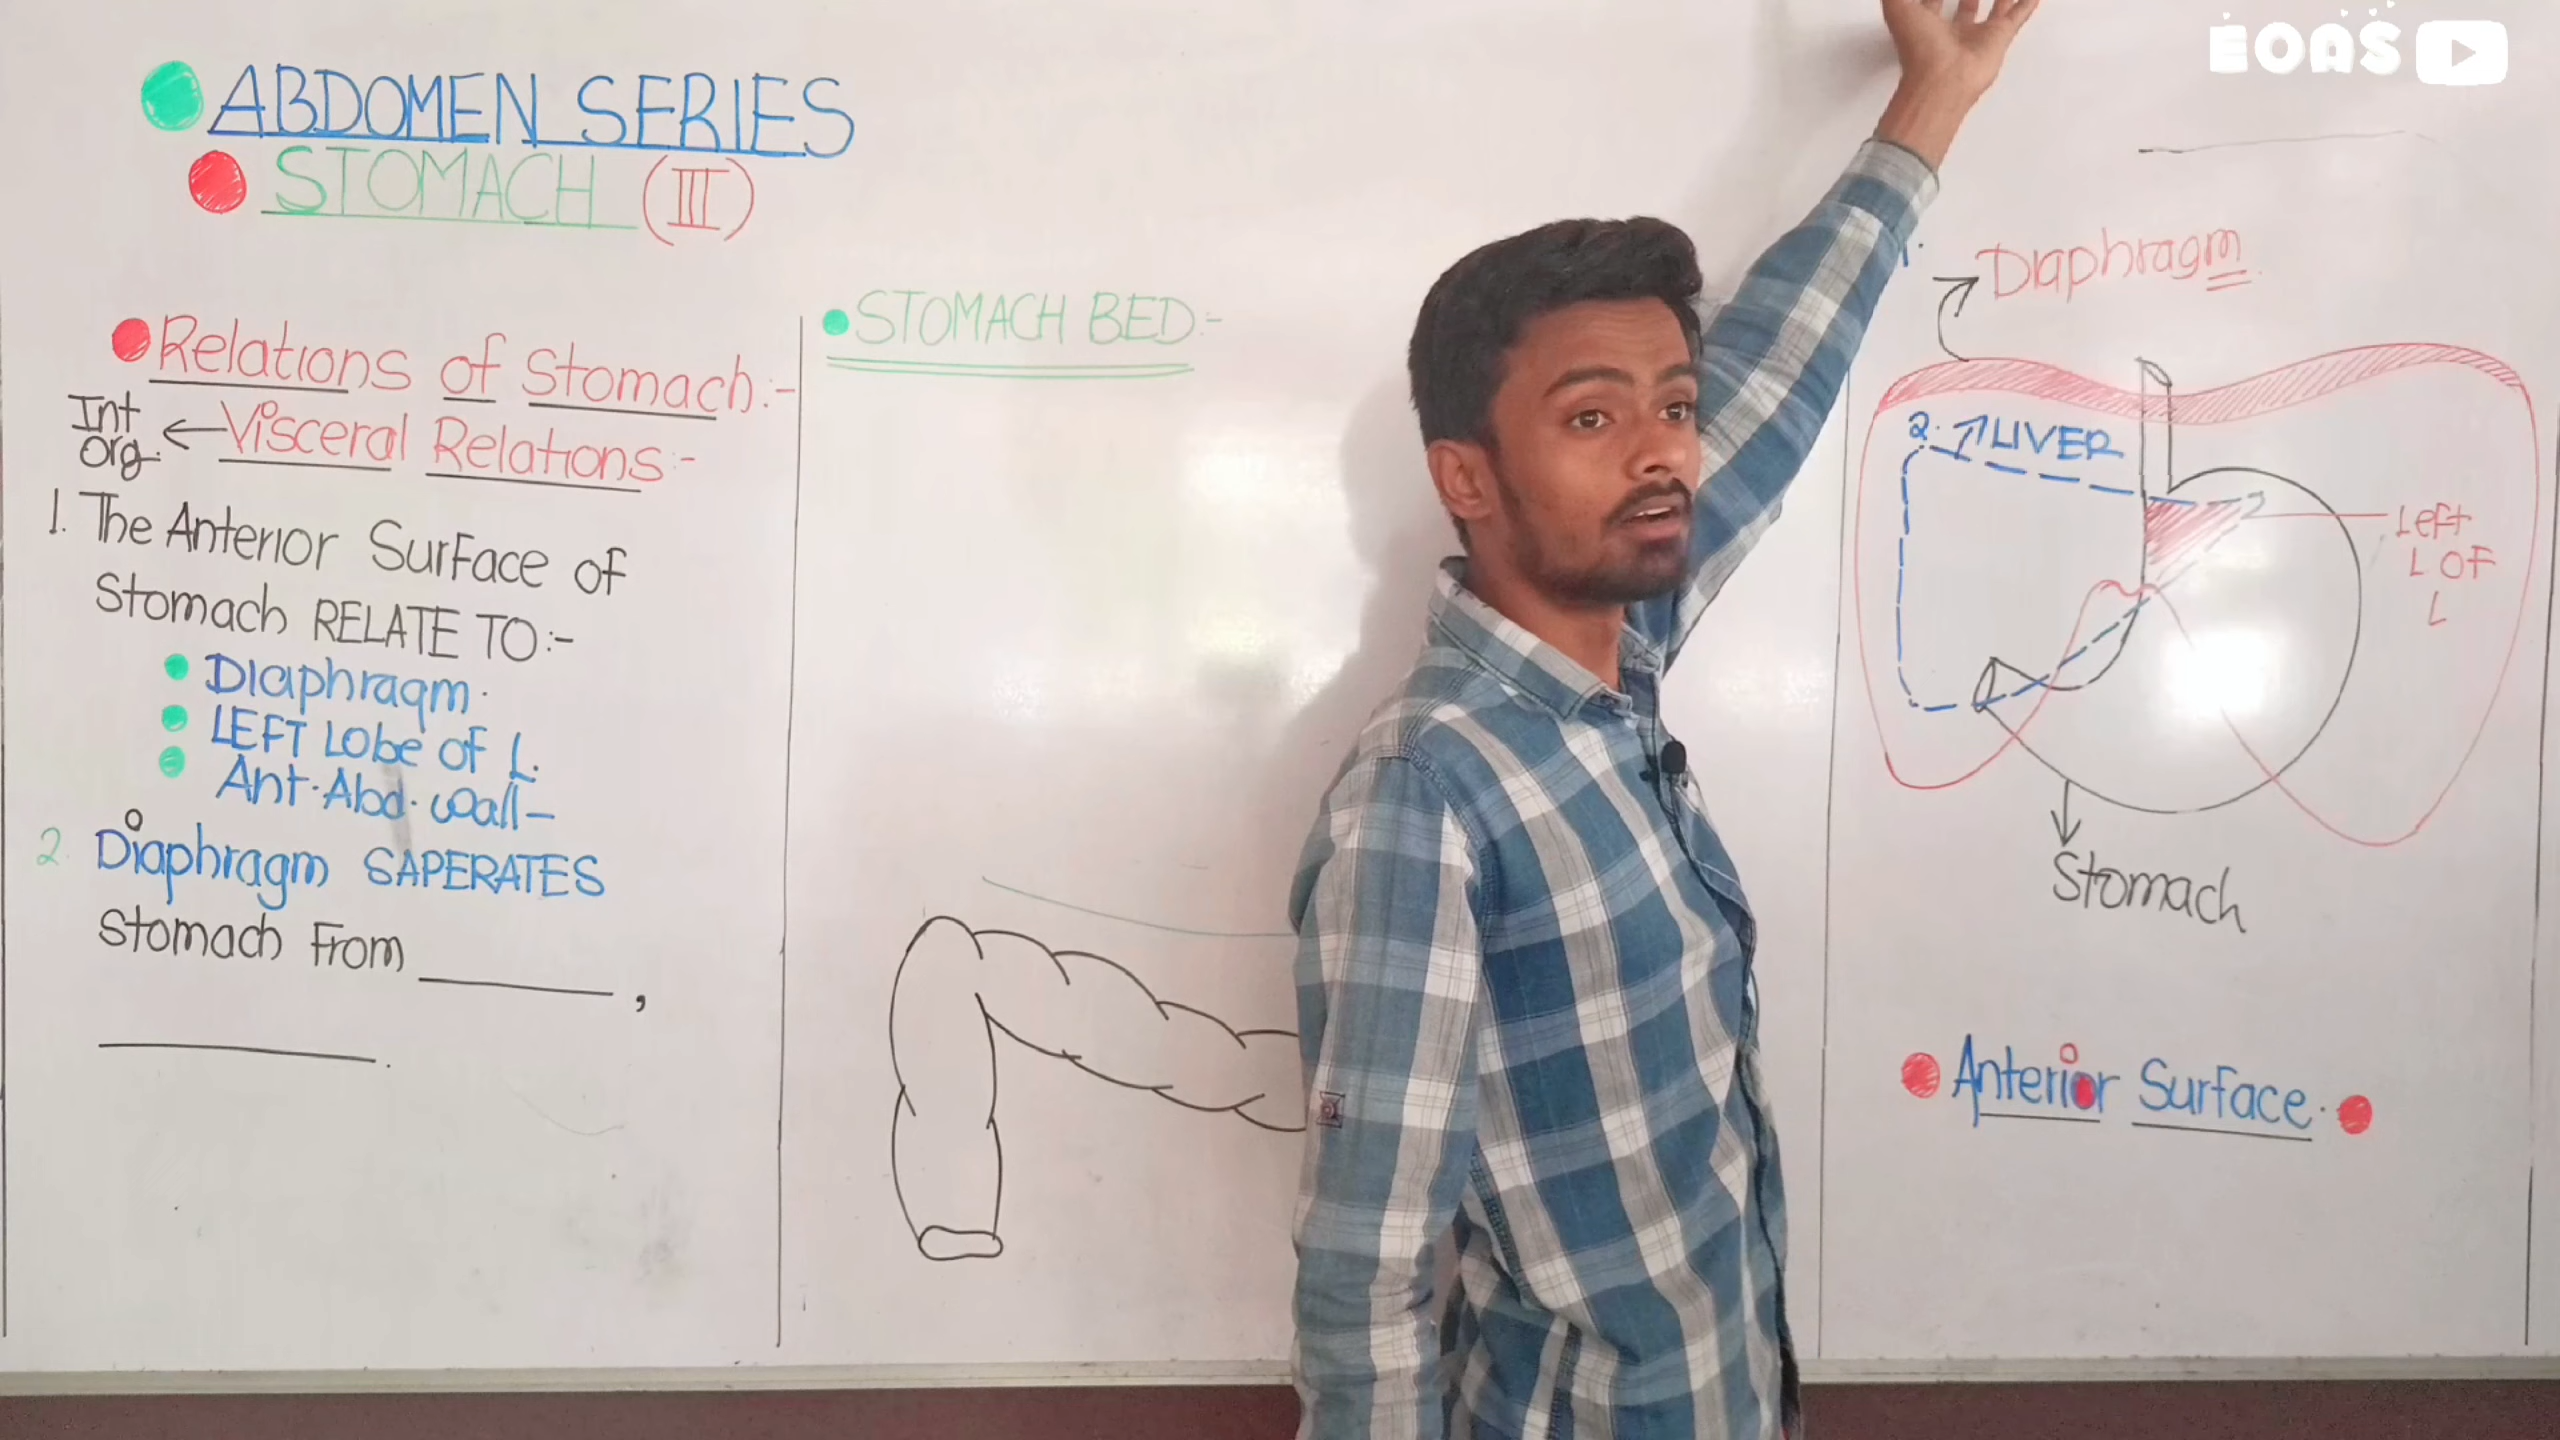 ABDOMEN SERIES
STOMACH (III)
Relations of Stomach:-
Int
org.
Visceral Relations:-
1. The Anterior Surface of
Stomach RELATE TO:-
Diaphragm.
LEFT Lobe of L.
Ant. Abd. wall-
2. Diaphragm SAPERATES
Stomach From ______ ,
______ .
STOMACH BED:-
EOAS
1. Diaphragm
2. LIVER
Left
L OF
L
Stomach
Anterior Surface.